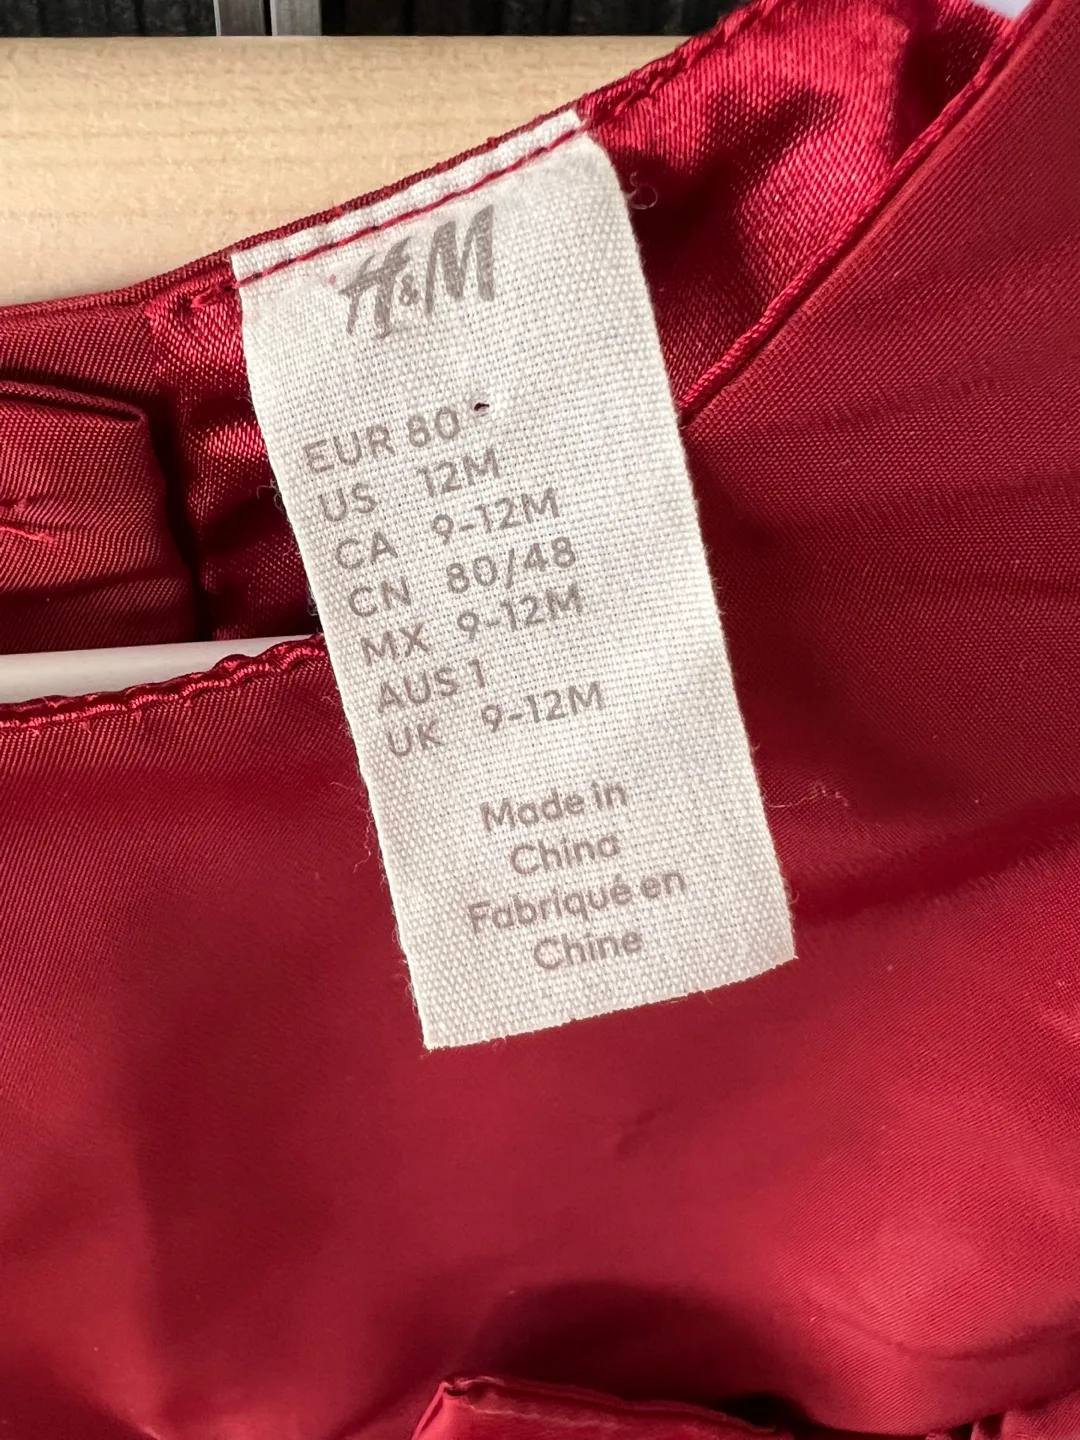 H&M
EUR 80
US 12M
CA 9-12M
CN 80/48
MX 9-12M
AUS 1
UK 9-12M
Made in
China
Fabriqué en
Chine